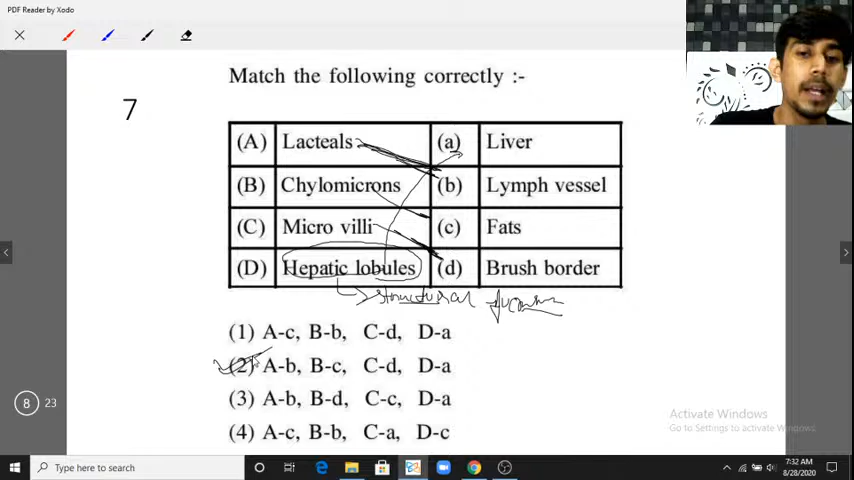 PDF Reader by Xodo
Match the following correctly :-
7
(A) Lacteals (a) Liver
(B) Chylomicrons (b) Lymph vessel
(C) Micro villi (c) Fats
(D) Hepatic lobules (d) Brush border
structural
(1) A-c, B-b, C-d, D-a
(2) A-b, B-c, C-d, D-a
(3) A-b, B-d, C-c, D-a
(4) A-c, B-b, C-a, D-c
8 23
Activate Windows
Go to Settings to activate Windows.
Type here to search
7:32 AM
8/28/2020